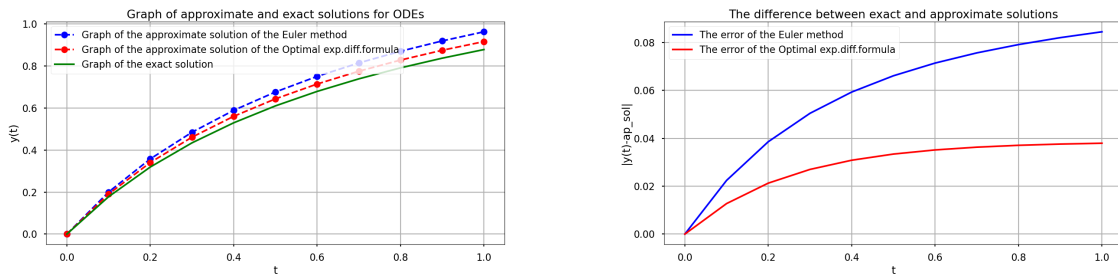 Graph of approximate and exact solutions for ODEs
Graph of the approximate solution of the Euler method
Graph of the approximate solution of the Optimal exp.diff.formula
Graph of the exact solution
1.0
0.8
0.6
0.4
0.2
0.0
y(t)
0.0 0.2 0.4 0.6 0.8 1.0
t
The difference between exact and approximate solutions
The error of the Euler method
The error of the Optimal exp.diff.formula
0.08
0.06
0.04
0.02
0.00
|y(t)-ap_sol|
0.0 0.2 0.4 0.6 0.8 1.0
t